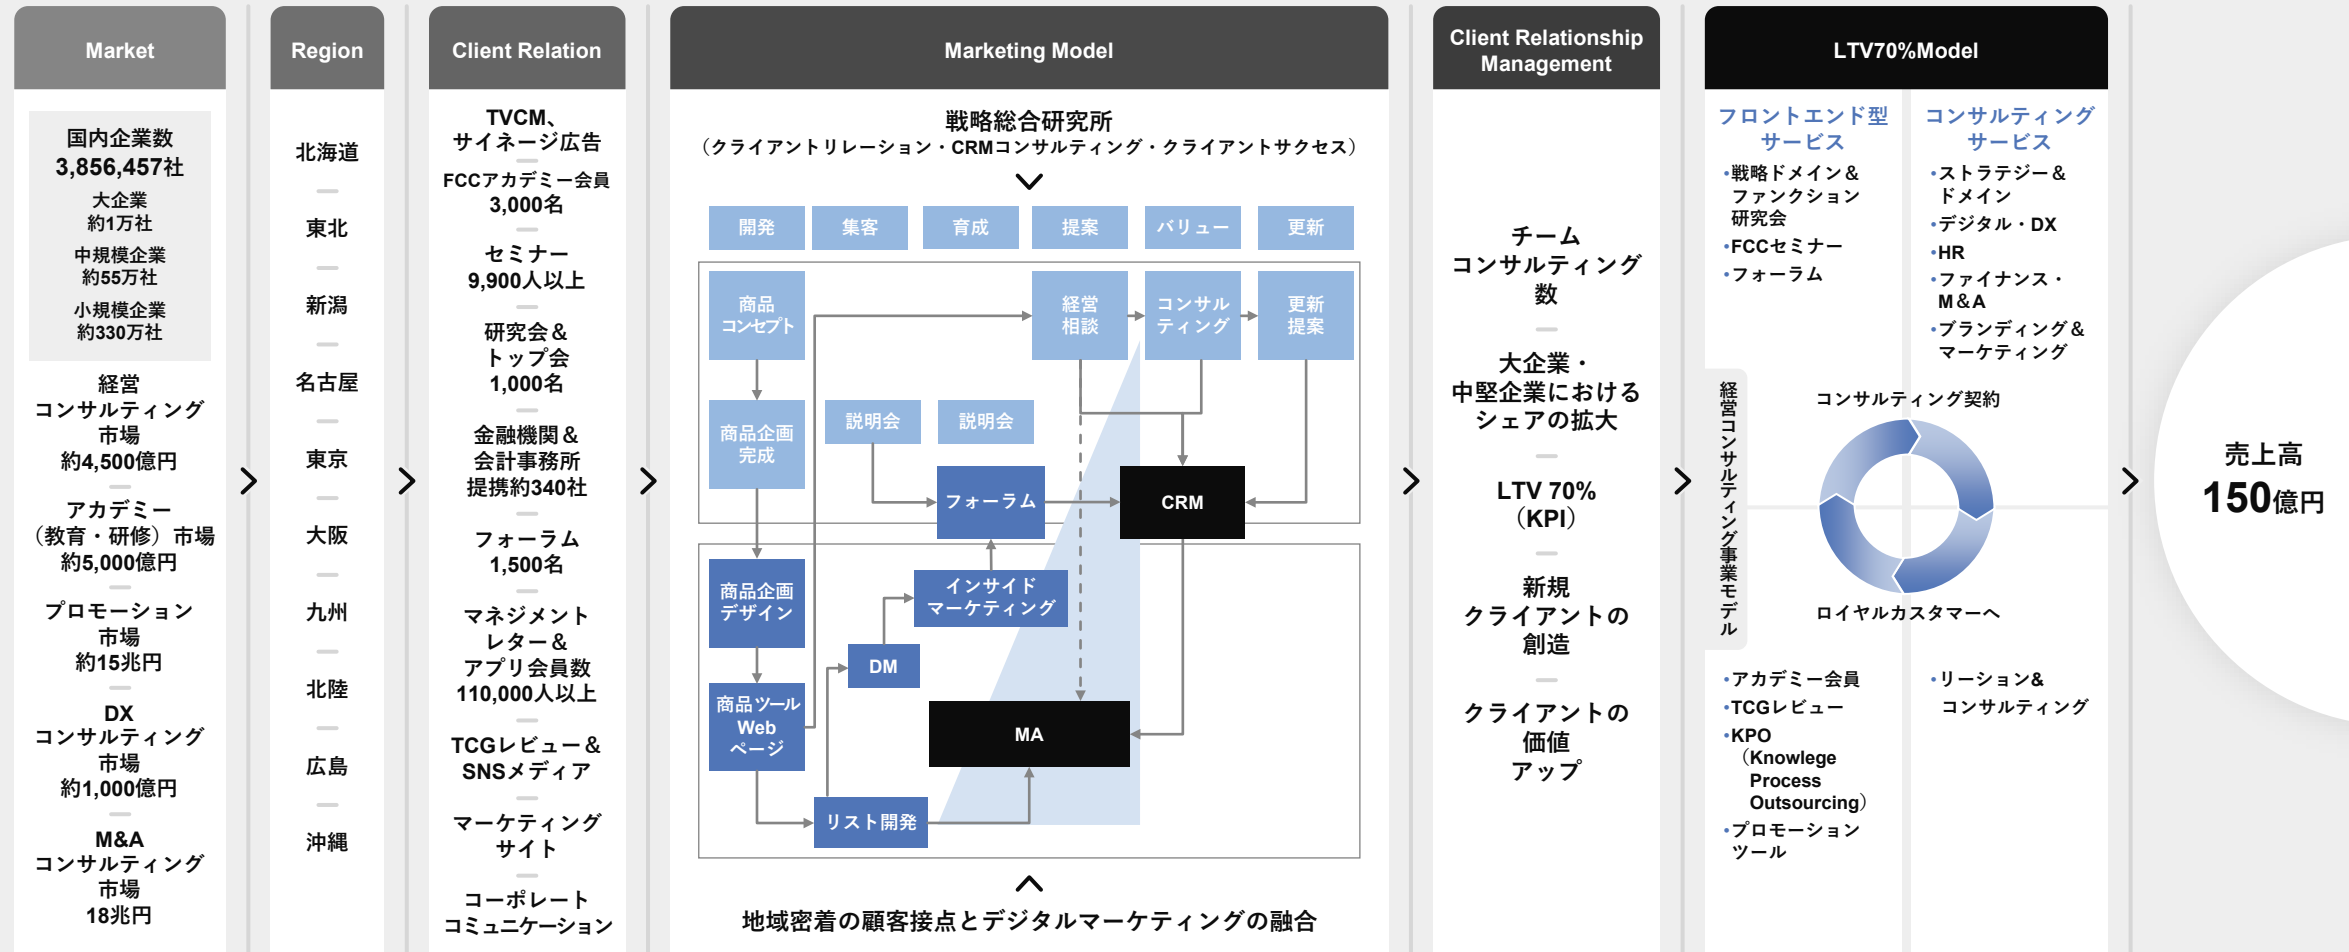 Market
国内企業数
3,856,457社
大企業
約1万社
中規模企業
約55万社
小規模企業
約330万社
経営
コンサルティング
市場
約4,500億円
アカデミー
（教育・研修）市場
約5,000億円
プロモーション
市場
約15兆円
DX
コンサルティング
市場
約1,000億円
M&A
コンサルティング
市場
18兆円
Region
北海道
東北
新潟
名古屋
東京
大阪
九州
北陸
広島
沖縄
Client Relation
TVCM、
サイネージ広告
FCCアカデミー会員
3,000名
セミナー
9,900人以上
研究会＆
トップ会
1,000名
金融機関＆
会計事務所
提携約340社
フォーラム
1,500名
マネジメント
レター＆
アプリ会員数
110,000人以上
TCGレビュー＆
SNSメディア
マーケティング
サイト
コーポレート
コミュニケーション
Marketing Model
戦略総合研究所
（クライアントリレーション・CRMコンサルティング・クライアントサクセス）
開発
集客
育成
提案
バリュー
更新
商品
コンセプト
経営
相談
コンサル
ティング
更新
提案
商品企画
完成
説明会
説明会
フォーラム
CRM
商品企画
デザイン
インサイド
マーケティング
DM
商品ツール
Web
ページ
MA
リスト開発
地域密着の顧客接点とデジタルマーケティングの融合
Client Relationship
Management
チーム
コンサルティング
数
大企業・
中堅企業における
シェアの拡大
LTV 70%
（KPI）
新規
クライアントの
創造
クライアントの
価値
アップ
LTV70%Model
フロントエンド型
サービス
・戦略ドメイン＆
ファンクション
研究会
・FCCセミナー
・フォーラム
コンサルティング
サービス
・ストラテジー＆
ドメイン
・デジタル・DX
・HR
・ファイナンス・
M＆A
・ブランディング＆
マーケティング
経営コンサルティング事業モデル
コンサルティング契約
ロイヤルカスタマーへ
・アカデミー会員
・TCGレビュー
・KPO
（Knowlege
Process
Outsourcing）
・プロモーション
ツール
・リーション&
コンサルティング
売上高
150億円